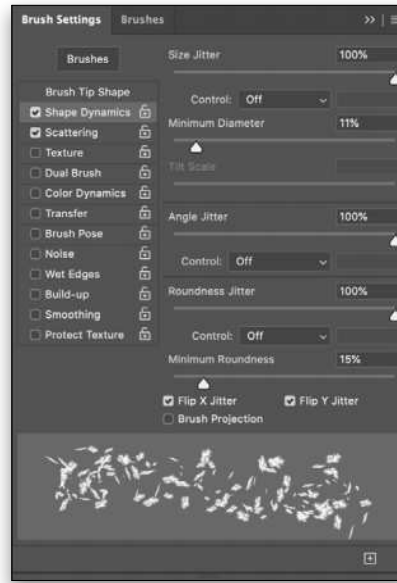 Brush Settings Brushes
Brushes
Brush Tip Shape
Shape Dynamics
Scattering
Texture
Dual Brush
Color Dynamics
Transfer
Brush Pose
Noise
Wet Edges
Build-up
Smoothing
Protect Texture
Size Jitter 100%
Control: Off
Minimum Diameter 11%
Tilt Scale
Angle Jitter 100%
Control: Off
Roundness Jitter 100%
Control: Off
Minimum Roundness 15%
Flip X Jitter Flip Y Jitter
Brush Projection